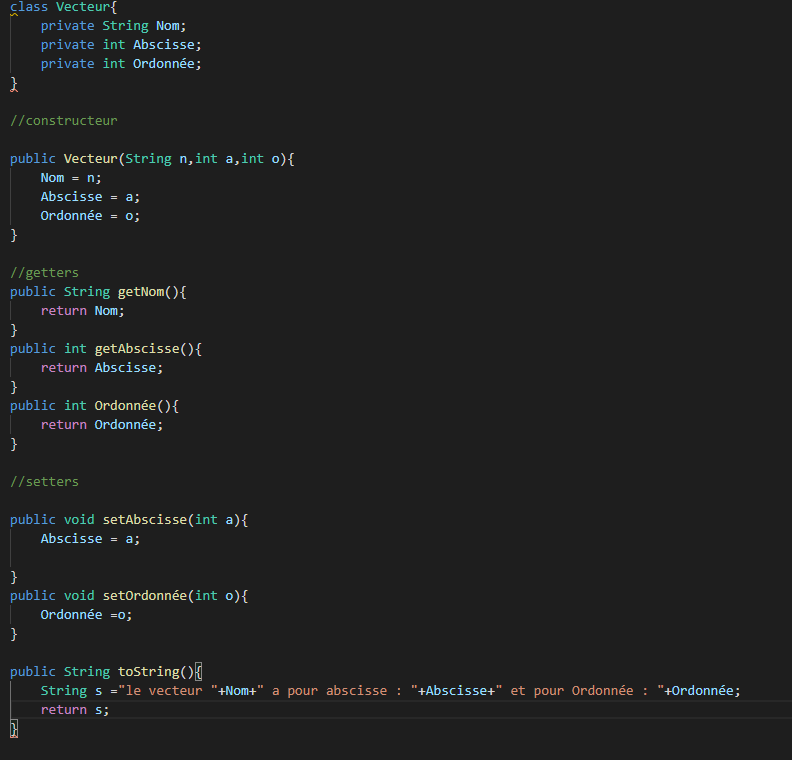 class Vecteur{
    private String Nom;
    private int Abscisse;
    private int Ordonnée;
}
//constructeur
public Vecteur(String n,int a,int o){
    Nom = n;
    Abscisse = a;
    Ordonnée = o;
}
//getters
public String getNom(){
    return Nom;
}
public int getAbscisse(){
    return Abscisse;
}
public int Ordonnée(){
    return Ordonnée;
}
//setters
public void setAbscisse(int a){
    Abscisse = a;
}
public void setOrdonnée(int o){
    Ordonnée =o;
}
public String toString(){
    String s ="le vecteur "+Nom+" a pour abscisse : "+Abscisse+" et pour Ordonnée : "+Ordonnée;
    return s;
}